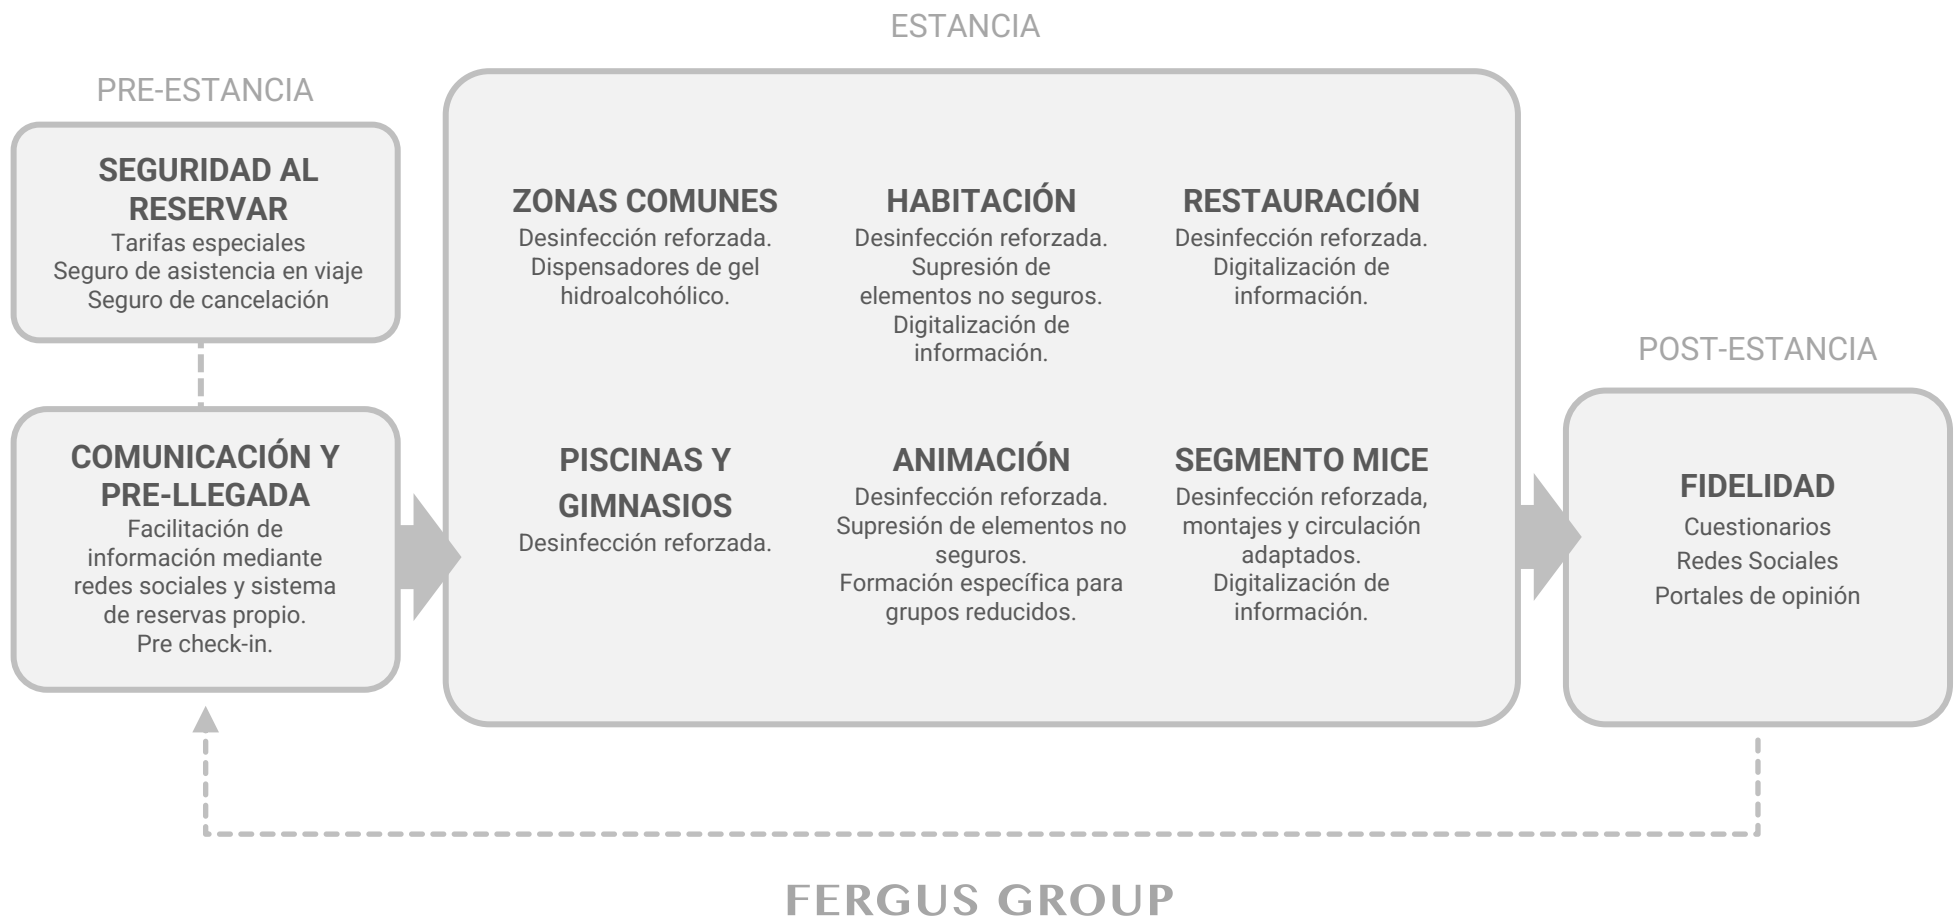 ESTANCIA
PRE-ESTANCIA
SEGURIDAD AL
RESERVAR
Tarifas especiales
Seguro de asistencia en viaje
Seguro de cancelación
COMUNICACIÓN Y
PRE-LLEGADA
Facilitación de
información mediante
redes sociales y sistema
de reservas propio.
Pre check-in.
ZONAS COMUNES
Desinfección reforzada.
Dispensadores de gel
hidroalcohólico.
HABITACIÓN
Desinfección reforzada.
Supresión de
elementos no seguros.
Digitalización de
información.
RESTAURACIÓN
Desinfección reforzada.
Digitalización de
información.
PISCINAS Y
GIMNASIOS
Desinfección reforzada.
ANIMACIÓN
Desinfección reforzada.
Supresión de elementos no
seguros.
Formación específica para
grupos reducidos.
SEGMENTO MICE
Desinfección reforzada,
montajes y circulación
adaptados.
Digitalización de
información.
POST-ESTANCIA
FIDELIDAD
Cuestionarios
Redes Sociales
Portales de opinión
FERGUS GROUP